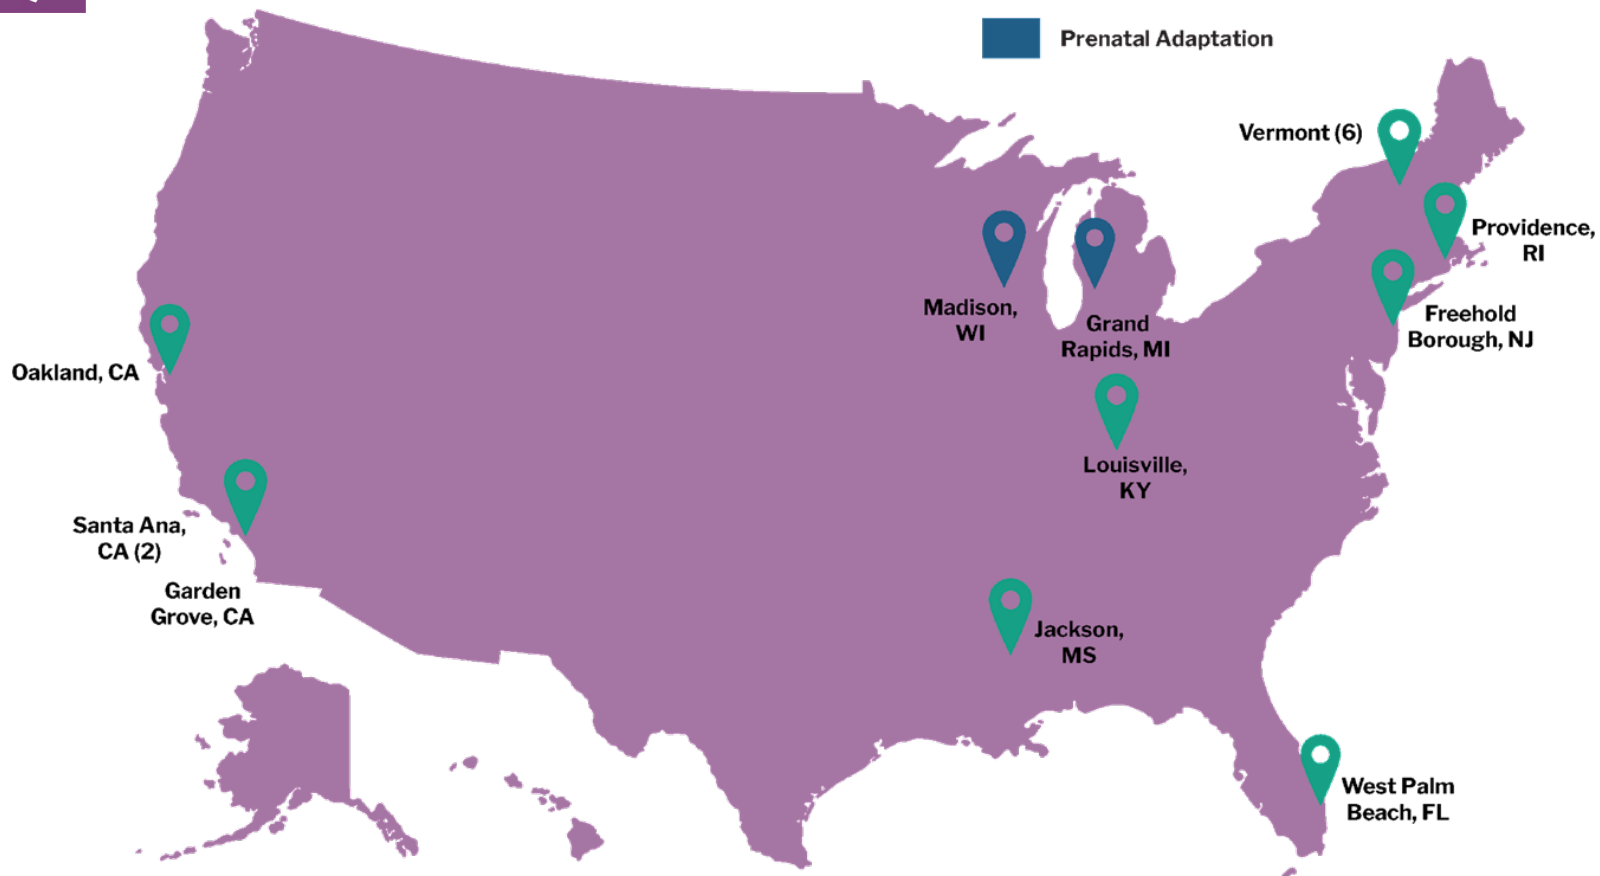 Prenatal Adaptation
Vermont (6)
Providence,
RI
Freehold
Borough, NJ
Madison,
WI
Grand
Rapids, MI
Oakland, CA
Louisville,
KY
Santa Ana,
CA (2)
Garden
Grove, CA
Jackson,
MS
West Palm
Beach, FL